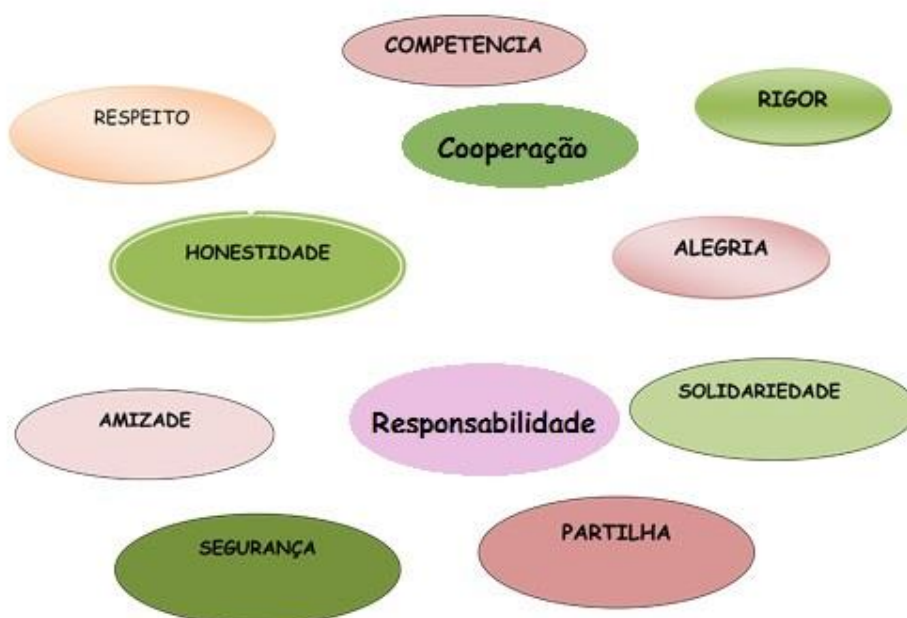 COMPETENCIA
RIGOR
RESPEITO
Cooperação
HONESTIDADE
ALEGRIA
SOLIDARIEDADE
AMIZADE
Responsabilidade
PARTILHA
SEGURANÇA